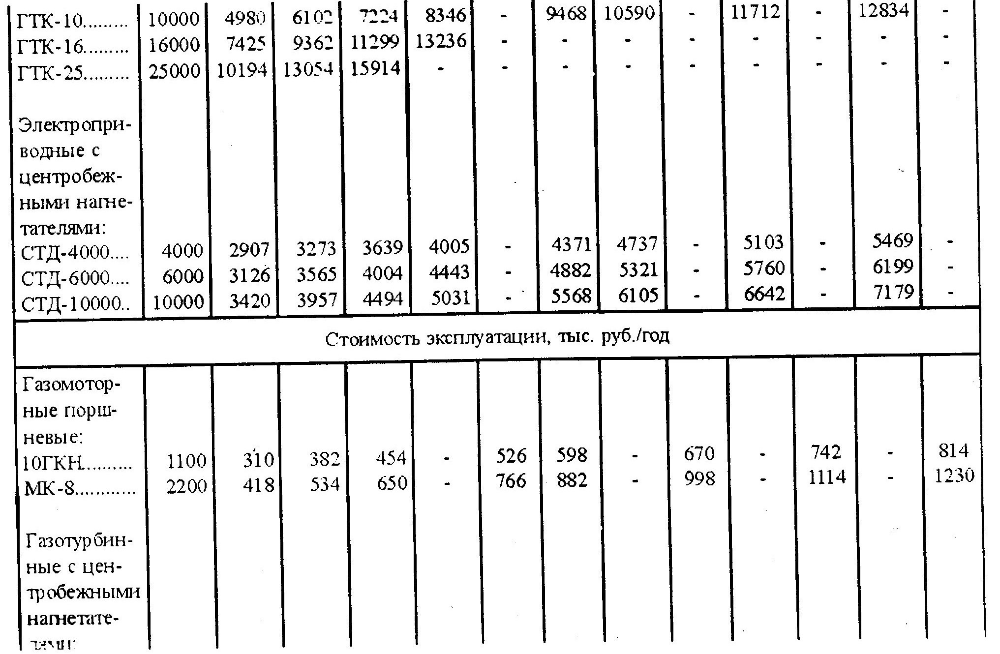 ГТК-10......... 10000 4980 6102 7224 8346 - 9468 10590 - 11712 - 12834 -
ГТК-16......... 16000 7425 9362 11299 13236 - - - - - - - -
ГТК-25......... 25000 10194 13054 15914 - - - - - - - - -
Электропри-
водные с
центробеж-
ными нагне-
тателями:
СТД-4000.... 4000 2907 3273 3639 4005 - 4371 4737 - 5103 - 5469 -
СТД-6000.... 6000 3126 3565 4004 4443 - 4882 5321 - 5760 - 6199 -
СТД-10000.. 10000 3420 3957 4494 5031 - 5568 6105 - 6642 - 7179 -
Стоимость эксплуатации, тыс. руб./год
Газомотор-
ные порш-
невые:
10ГКН......... 1100 310 382 454 - 526 598 - 670 - 742 - 814
МК-8............ 2200 418 534 650 - 766 882 - 998 - 1114 - 1230
Газотурбин-
ные с цен-
тробежными
нагнетате-